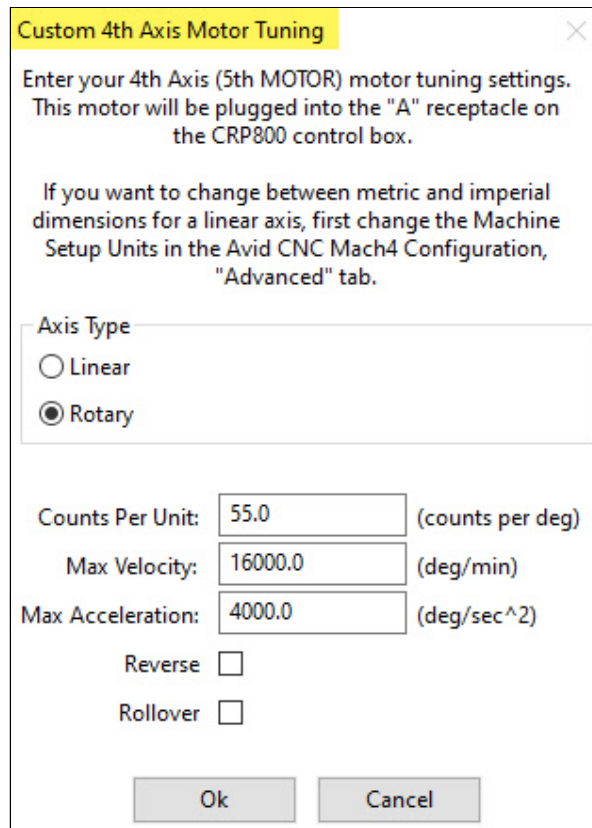 Custom 4th Axis Motor Tuning
Enter your 4th Axis (5th MOTOR) motor tuning settings.
This motor will be plugged into the "A" receptacle on
the CRP800 control box.
If you want to change between metric and imperial
dimensions for a linear axis, first change the Machine
Setup Units in the Avid CNC Mach4 Configuration,
"Advanced" tab.
Axis Type
Linear
Rotary
Counts Per Unit: 55.0 (counts per deg)
Max Velocity: 16000.0 (deg/min)
Max Acceleration: 4000.0 (deg/sec^2)
Reverse
Rollover
Ok Cancel